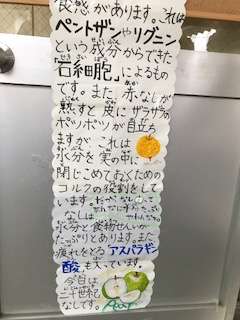 食感があります。これは
ペントザンやリグニン
という成分からできた
石細胞」によるもの
です。また、赤なしが
熟すと皮にザラザラの
ポツポツが自立ち
ますが これは
水分を実の中に
閉じこめておくための
コルクの役割をして
います。
なしは
水分と食物せんいが
たっぷりとあります。また
疲れをとる「アスパラギン
酸」も入っています。
今日は
二十世紀
なしです。